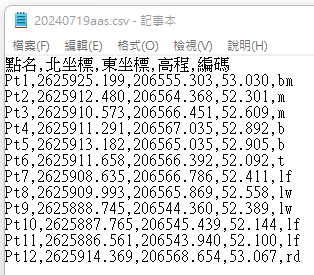 20240719aas.csv - 記事本
檔案(F) 編輯(E) 格式(O) 檢視(V) 說明(H)
點名,北坐標,東坐標,高程,編碼
Pt1,2625925.199,206555.303,53.030,bm
Pt2,2625912.480,206564.368,52.301,m
Pt3,2625910.573,206566.451,52.609,m
Pt4,2625911.291,206567.035,52.892,b
Pt5,2625913.182,206565.035,52.905,b
Pt6,2625911.658,206566.392,52.092,t
Pt7,2625908.635,206566.786,52.411,lf
Pt8,2625909.993,206565.869,52.558,lw
Pt9,2625888.745,206544.360,52.389,lw
Pt10,2625887.765,206545.439,52.144,lf
Pt11,2625886.561,206543.940,52.100,lf
Pt12,2625914.369,206568.654,53.067,rd